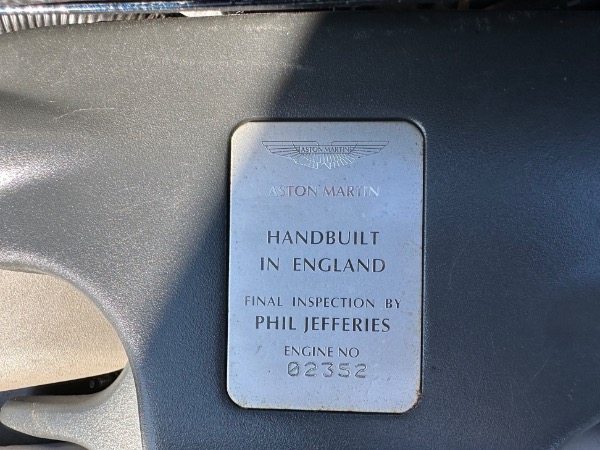 ASTON MARTIN
ASTON MARTIN
HANDBUILT
IN ENGLAND
FINAL INSPECTION BY
PHIL JEFFERIES
ENGINE NO
02352